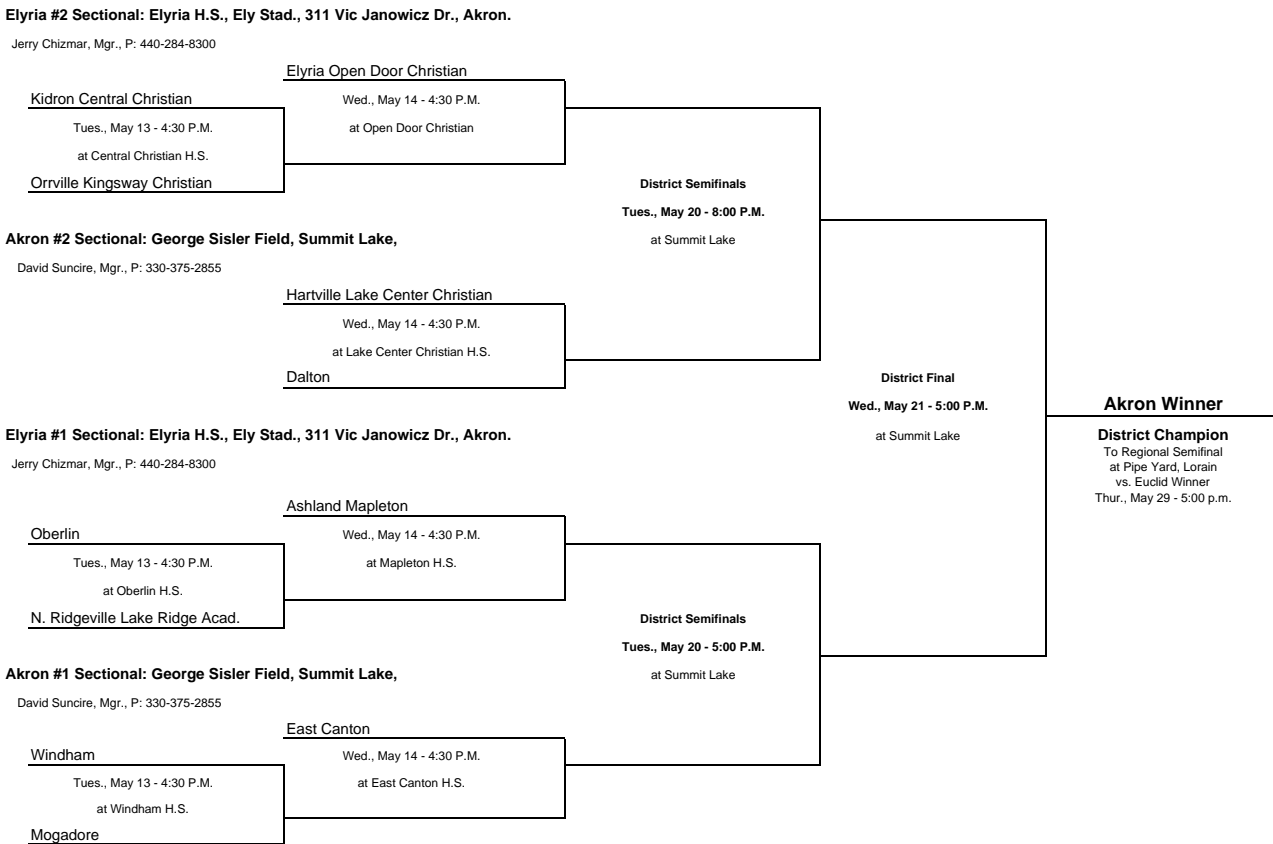 Elyria #2 Sectional: Elyria H.S., Ely Stad., 311 Vic Janowicz Dr., Akron.
Jerry Chizmar, Mgr., P: 440-284-8300
Elyria Open Door Christian
Kidron Central Christian
Wed., May 14 - 4:30 P.M.
Tues., May 13 - 4:30 P.M.
at Open Door Christian
at Central Christian H.S.
Orrville Kingsway Christian
District Semifinals
Tues., May 20 - 8:00 P.M.
at Summit Lake
Akron #2 Sectional: George Sisler Field, Summit Lake,
David Suncire, Mgr., P: 330-375-2855
Hartville Lake Center Christian
Wed., May 14 - 4:30 P.M.
at Lake Center Christian H.S.
Dalton
District Final
Wed., May 21 - 5:00 P.M.
at Summit Lake
Akron Winner
District Champion
To Regional Semifinal
at Pipe Yard, Lorain
vs. Euclid Winner
Thur., May 29 - 5:00 p.m.
Elyria #1 Sectional: Elyria H.S., Ely Stad., 311 Vic Janowicz Dr., Akron.
Jerry Chizmar, Mgr., P: 440-284-8300
Ashland Mapleton
Oberlin
Wed., May 14 - 4:30 P.M.
Tues., May 13 - 4:30 P.M.
at Mapleton H.S.
at Oberlin H.S.
N. Ridgeville Lake Ridge Acad.
District Semifinals
Tues., May 20 - 5:00 P.M.
at Summit Lake
Akron #1 Sectional: George Sisler Field, Summit Lake,
David Suncire, Mgr., P: 330-375-2855
East Canton
Windham
Wed., May 14 - 4:30 P.M.
Tues., May 13 - 4:30 P.M.
at East Canton H.S.
at Windham H.S.
Mogadore